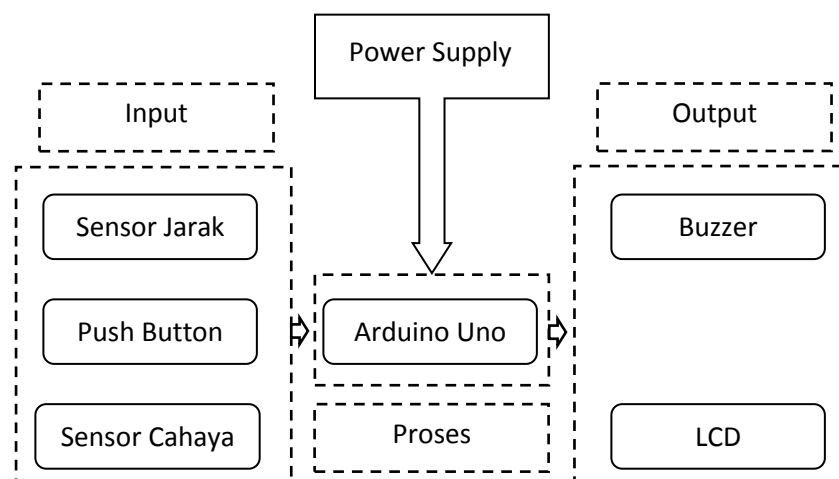 Power Supply
Input
Output
Sensor Jarak
Buzzer
Push Button
Arduino Uno
Sensor Cahaya
Proses
LCD